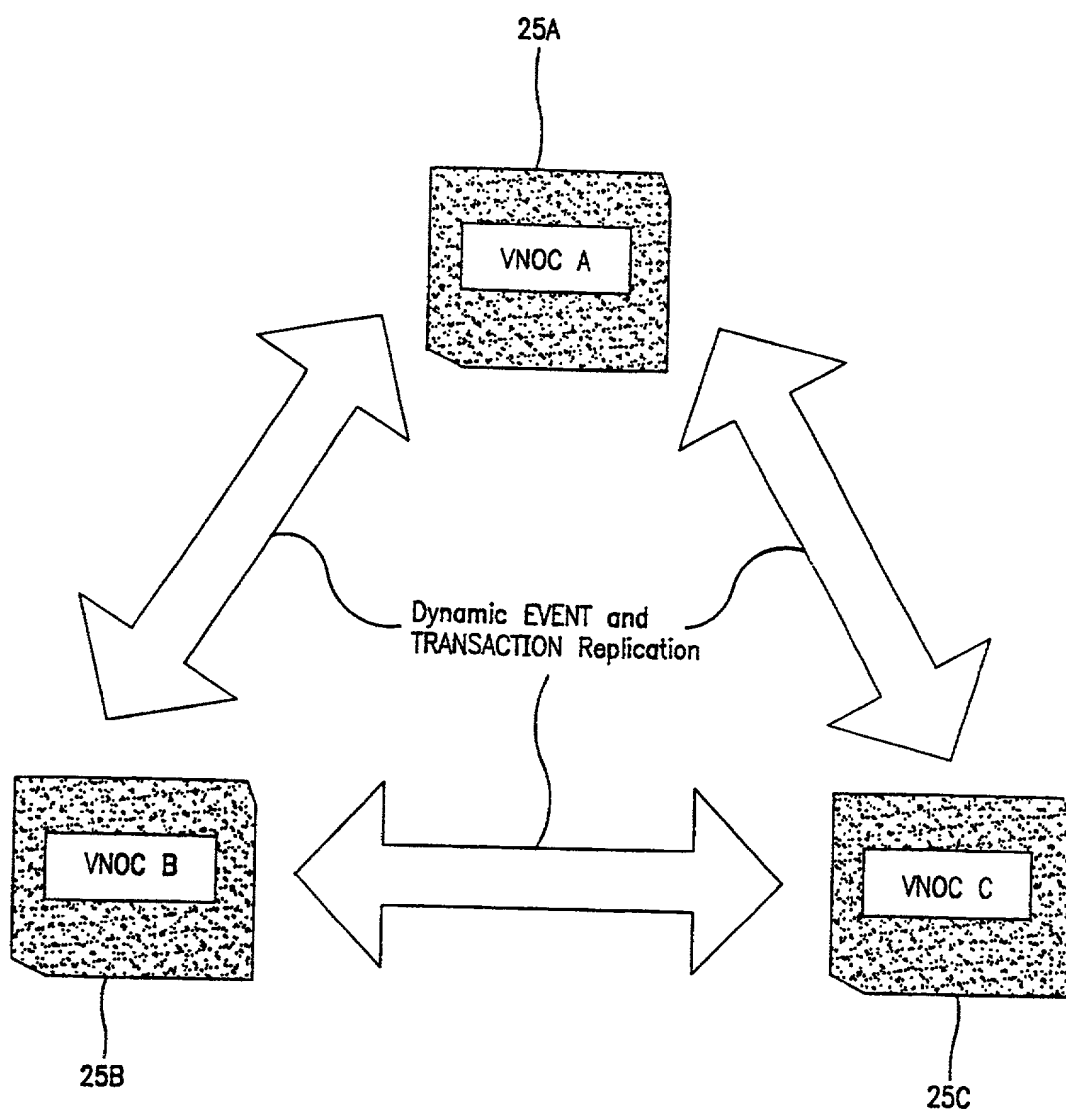 25A
VNOC A
Dynamic EVENT and
TRANSACTION Replication
VNOC B
VNOC C
25B
25C